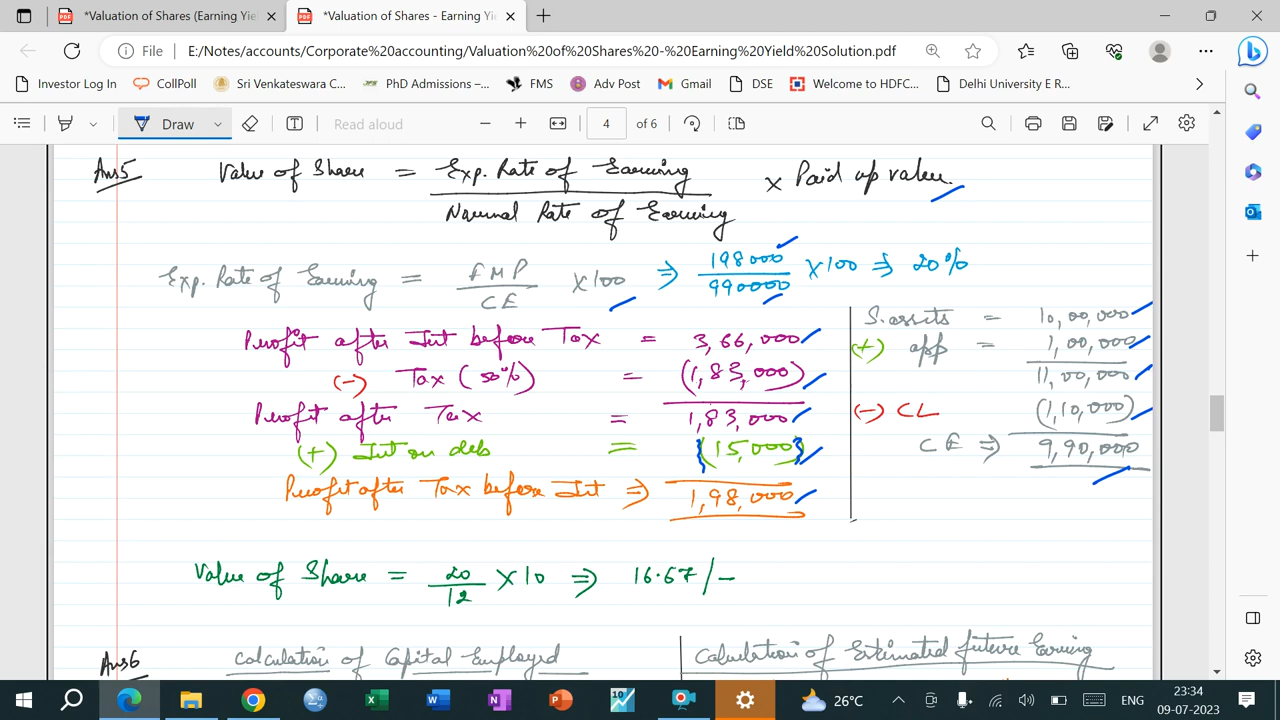 *Valuation of Shares (Earning Yie
*Valuation of Shares - Earning Yi
File E:/Notes/accounts/Corporate%20accounting/Valuation%20of%20Shares%20-%20Earning%20Yield%20Solution.pdf
Investor Log In CollPoll Sri Venkateswara C... PhD Admissions –... FMS Adv Post Gmail DSE Welcome to HDFC... Delhi University E R...
Draw Read aloud 4 of 6
Ans5 Value of Share = Exp. Rate of Earning / Normal Rate of Earning × Paid up value
Exp. Rate of Earning = FMP / CE × 100 ⇒ 198000 / 990000 × 100 ⇒ 20%
Profit after Int before Tax = 3,66,000
(-) Tax (50%) = (1,83,000)
Profit after Tax = 1,83,000
(+) Int on deb = (15,000)
Profit after Tax before Int ⇒ 1,98,000
S. assets = 10,00,000
(+) app = 1,00,000
11,00,000
(-) CL (1,10,000)
CE ⇒ 9,90,000
Value of Share = 20 / 12 × 10 ⇒ 16.67/-
Ans6 Calculation of Capital Employed
Calculation of Estimated future Earning
10
26°C ENG 23:34
09-07-2023